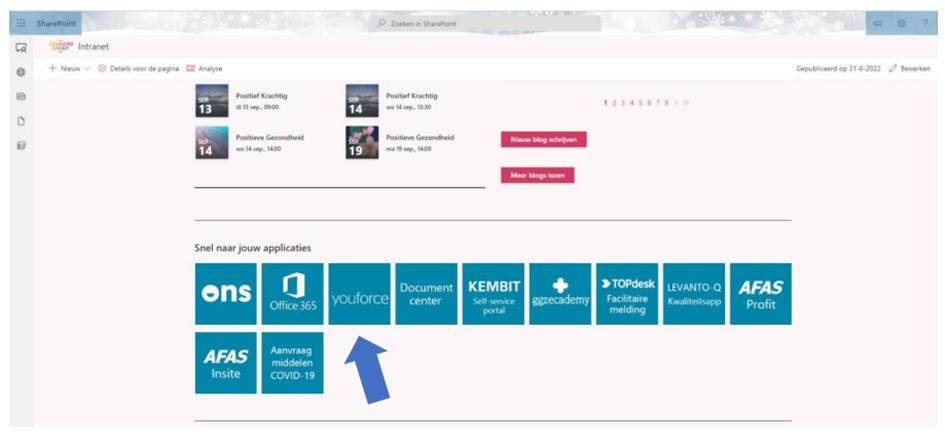 SharePoint
Zoeken in SharePoint
?
LEVANTO
GROEP
Intranet
+ Nieuw
Details voor de pagina
Analyse
Gepubliceerd op 21-6-2022
Bewerken
SEP
13
Positief Krachtig
di 13 sep., 09:00
SEP
14
Positief Krachtig
wo 14 sep., 13:30
1 2 3 4 5 6 7 8 > »
SEP
14
Positieve Gezondheid
wo 14 sep., 14:00
SEP
19
Positieve Gezondheid
ma 19 sep., 14:00
Nieuw blog schrijven
Meer blogs lezen
Snel naar jouw applicaties
ons
Office 365
youforce
Document
center
KEMBIT
Self-service
portal
ggzecademy
TOPdesk
Facilitaire
melding
LEVANTO-Q
Kwaliteitsapp
AFAS
Profit
AFAS
Insite
Aanvraag
middelen
COVID-19